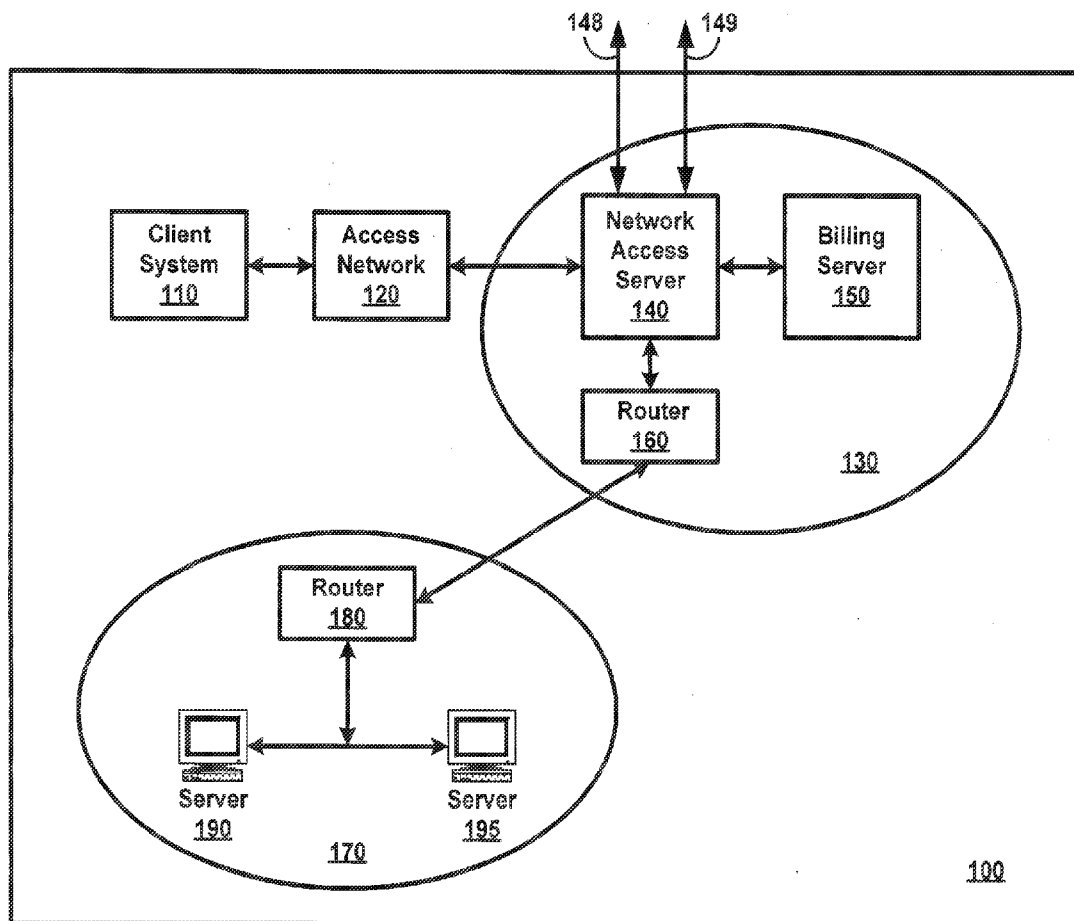 148
149
Client
System
110
Access
Network
120
Network
Access
Server
140
Billing
Server
150
Router
160
130
Router
180
Server
190
Server
195
170
100